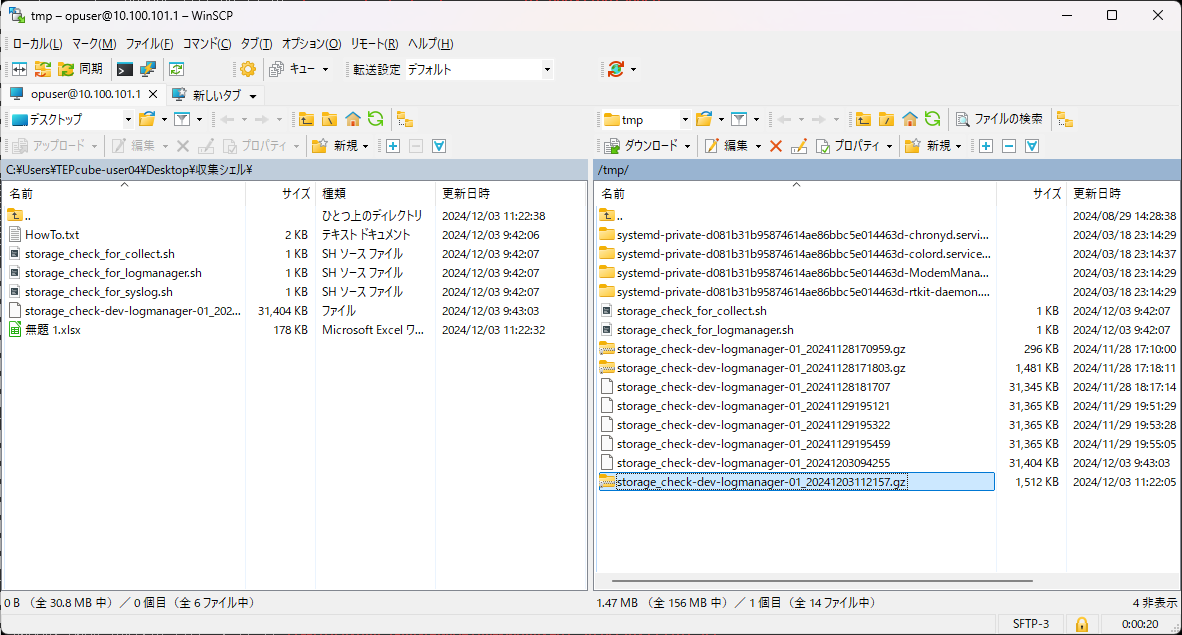 tmp – opuser@10.100.101.1 – WinSCP
ローカル(L) マーク(M) ファイル(F) コマンド(C) タブ(T) オプション(O) リモート(R) ヘルプ(H)
同期 キュー 転送設定 デフォルト
opuser@10.100.101.1 新しいタブ
デスクトップ
アップロード 編集 プロパティ 新規
C:¥Users¥TEPcube-user04¥Desktop¥収集シェル¥
名前 サイズ 種類 更新日時
.. ひとつ上のディレクトリ 2024/12/03 11:22:38
HowTo.txt 2 KB テキスト ドキュメント 2024/12/03 9:42:06
storage_check_for_collect.sh 1 KB SH ソース ファイル 2024/12/03 9:42:07
storage_check_for_logmanager.sh 1 KB SH ソース ファイル 2024/12/03 9:42:07
storage_check_for_syslog.sh 1 KB SH ソース ファイル 2024/12/03 9:42:07
storage_check-dev-logmanager-01_202... 31,404 KB ファイル 2024/12/03 9:43:03
無題 1.xlsx 178 KB Microsoft Excel ワ... 2024/12/03 11:22:32
0 B （全 30.8 MB 中）／ 0 個目（全 6 ファイル中）
tmp ファイルの検索
ダウンロード 編集 プロパティ 新規
/tmp/
名前 サイズ 更新日時
.. 2024/08/29 14:28:38
systemd-private-d081b31b95874614ae86bbc5e014463d-chronyd.servi... 2024/03/18 23:14:29
systemd-private-d081b31b95874614ae86bbc5e014463d-colord.service... 2024/03/18 23:14:37
systemd-private-d081b31b95874614ae86bbc5e014463d-ModemMana... 2024/03/18 23:14:29
systemd-private-d081b31b95874614ae86bbc5e014463d-rtkit-daemon.... 2024/03/18 23:14:29
storage_check_for_collect.sh 1 KB 2024/12/03 9:42:07
storage_check_for_logmanager.sh 1 KB 2024/12/03 9:42:07
storage_check-dev-logmanager-01_20241128170959.gz 296 KB 2024/11/28 17:10:00
storage_check-dev-logmanager-01_20241128171803.gz 1,481 KB 2024/11/28 17:18:11
storage_check-dev-logmanager-01_20241128181707 31,345 KB 2024/11/28 18:17:14
storage_check-dev-logmanager-01_20241129195121 31,365 KB 2024/11/29 19:51:29
storage_check-dev-logmanager-01_20241129195322 31,365 KB 2024/11/29 19:53:28
storage_check-dev-logmanager-01_20241129195459 31,365 KB 2024/11/29 19:55:05
storage_check-dev-logmanager-01_20241203094255 31,404 KB 2024/12/03 9:43:03
storage_check-dev-logmanager-01_20241203112157.gz 1,512 KB 2024/12/03 11:22:05
1.47 MB （全 156 MB 中）／ 1 個目（全 14 ファイル中） 4 非表示
SFTP-3 0:00:20